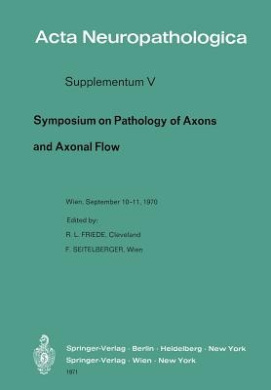 Acta Neuropathologica
Supplementum V
Symposium on Pathology of Axons
and Axonal Flow
Wien, September 10–11, 1970
Edited by:
R. L. FRIEDE, Cleveland
F. SEITELBERGER, Wien
Springer-Verlag · Berlin · Heidelberg · New York
Springer-Verlag · Wien · New York
1971